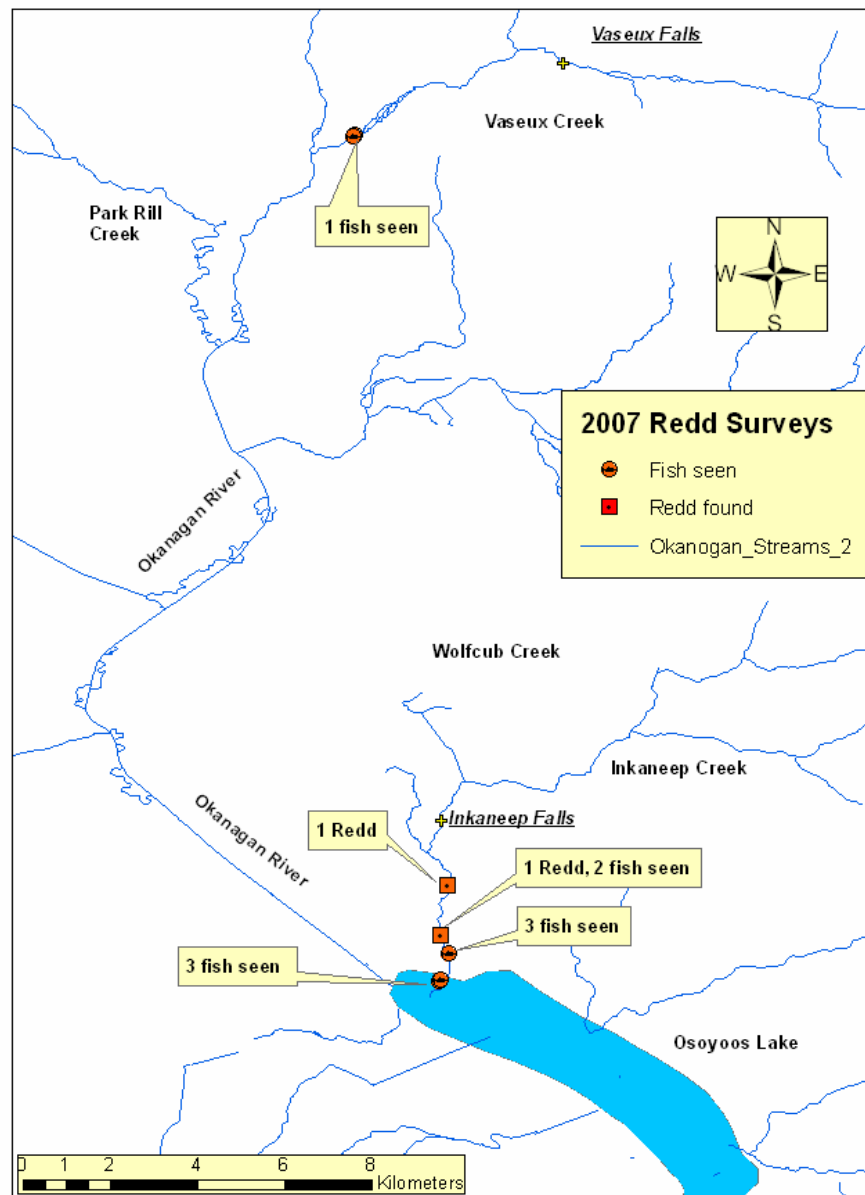 Vaseux Falls
Vaseux Creek
Park Rill
Creek
1 fish seen
N
W E
S
2007 Redd Surveys
Fish seen
Redd found
Okanogan_Streams_2
Okanagan River
Wolfcub Creek
Inkaneep Creek
Okanagan River
Inkaneep Falls
1 Redd
1 Redd, 2 fish seen
3 fish seen
3 fish seen
Osoyoos Lake
0 1 2 4 6 8
Kilometers